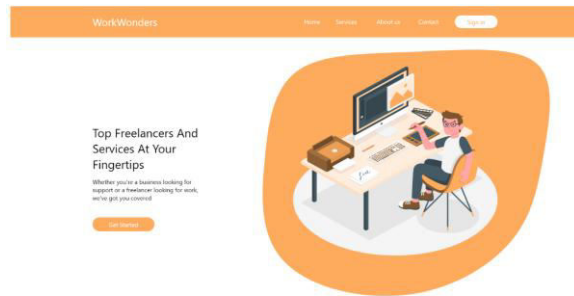 WorkWonders
Home Services About us Contact Sign in
Top Freelancers And
Services At Your
Fingertips
Whether you're a business looking for
support or a freelancer looking for work,
we've got you covered
Get Started